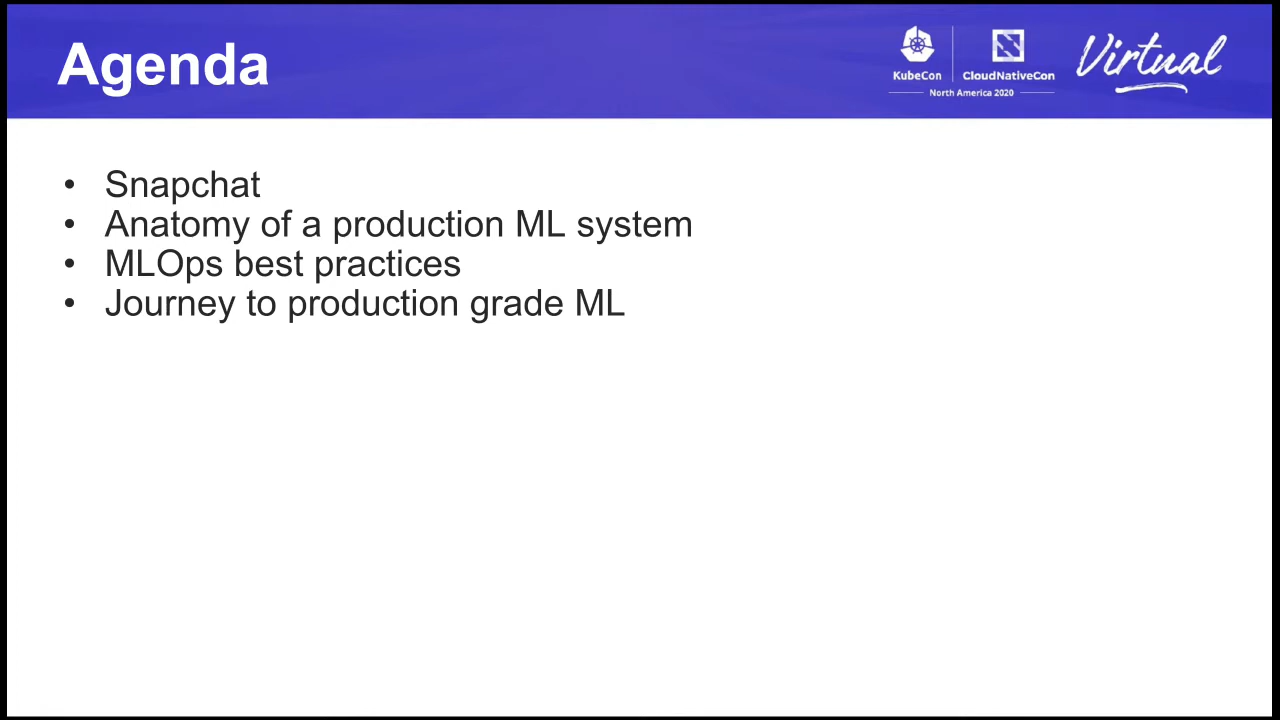 Agenda
KubeCon
CloudNativeCon
North America 2020
Virtual
• Snapchat
• Anatomy of a production ML system
• MLOps best practices
• Journey to production grade ML